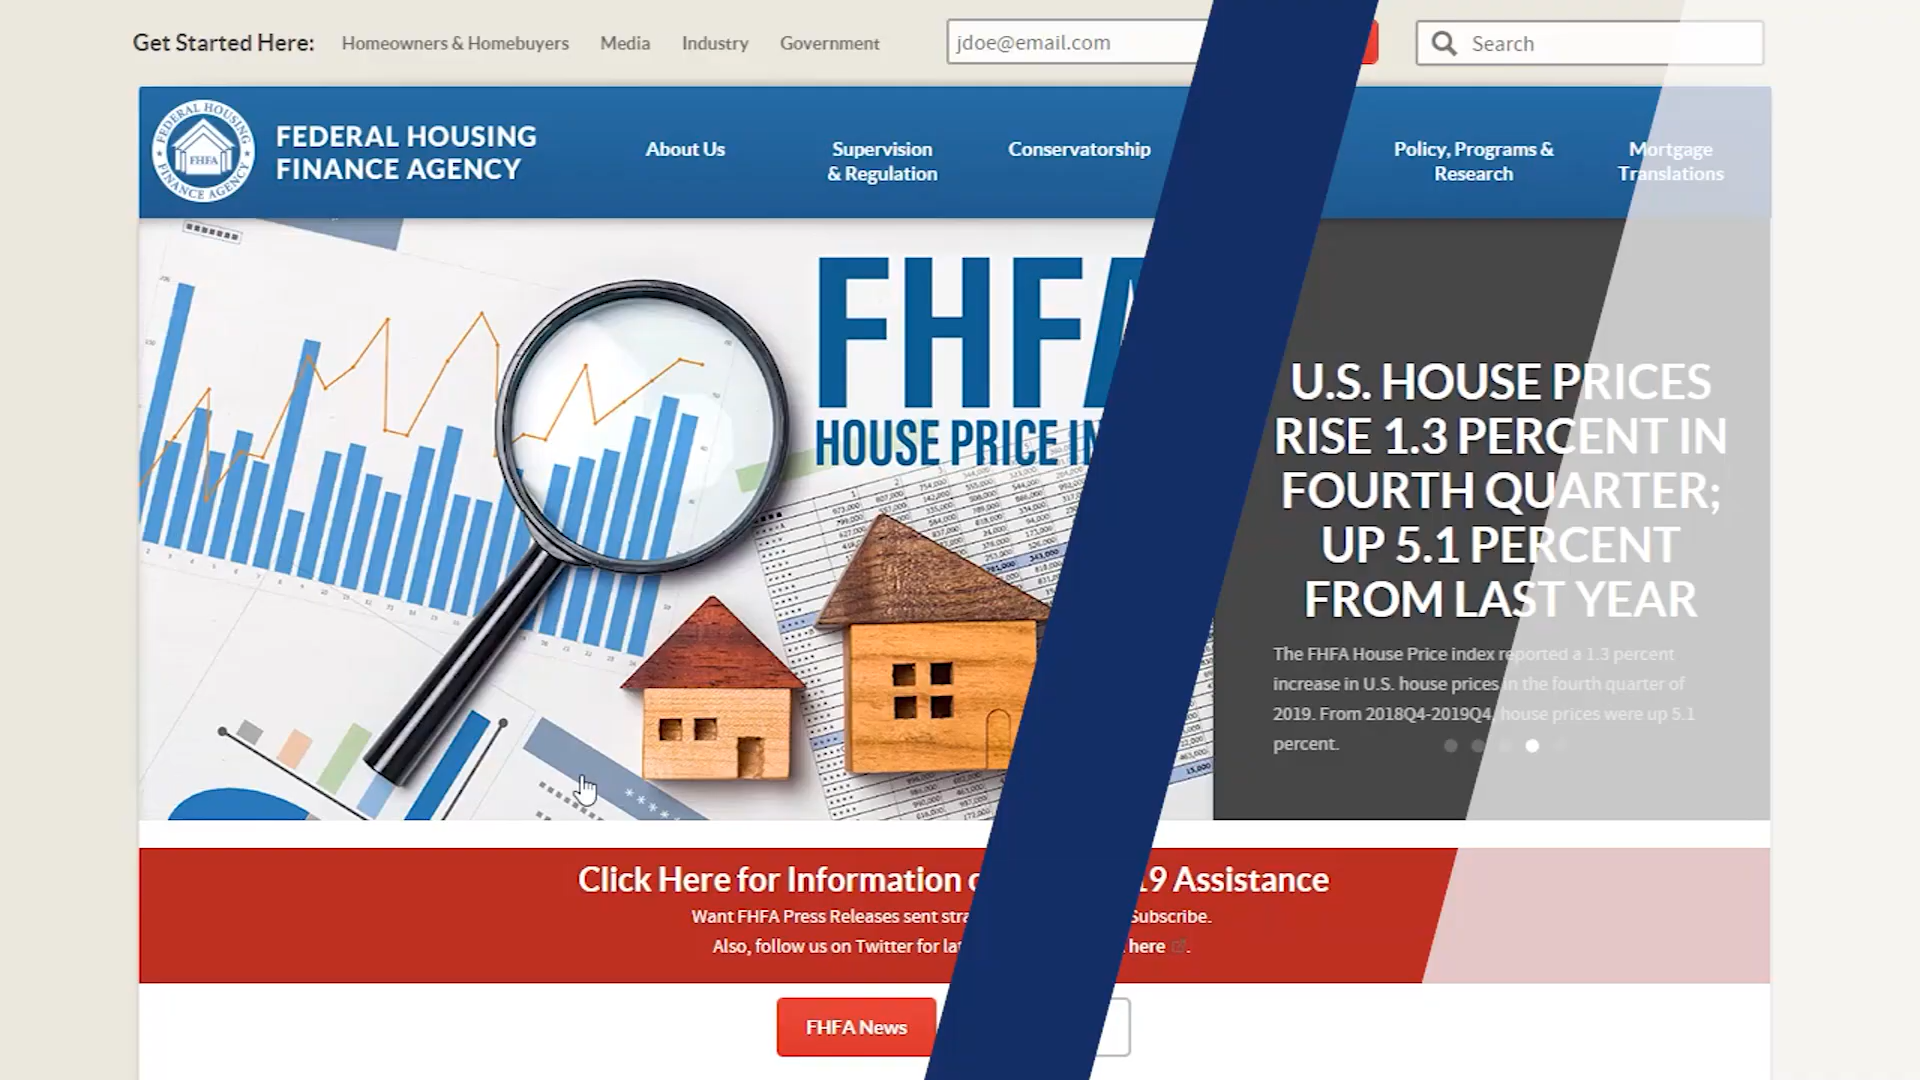 Get Started Here: Homeowners & Homebuyers Media Industry Government
jdoe@email.com
Search
FEDERAL HOUSING FINANCE AGENCY
FHFA
FEDERAL HOUSING
FINANCE AGENCY
About Us
Supervision
& Regulation
Conservatorship
Policy, Programs &
Research
Mortgage
Translations
FHFA
HOUSE PRICE
U.S. HOUSE PRICES
RISE 1.3 PERCENT IN
FOURTH QUARTER;
UP 5.1 PERCENT
FROM LAST YEAR
The FHFA House Price index reported a 1.3 percent
increase in U.S. house prices in the fourth quarter of
2019. From 2018Q4-2019Q4, house prices were up 5.1
percent.
Click Here for Information 19 Assistance
Want FHFA Press Releases sent Subscribe.
Also, follow us on Twitter for here .
FHFA News